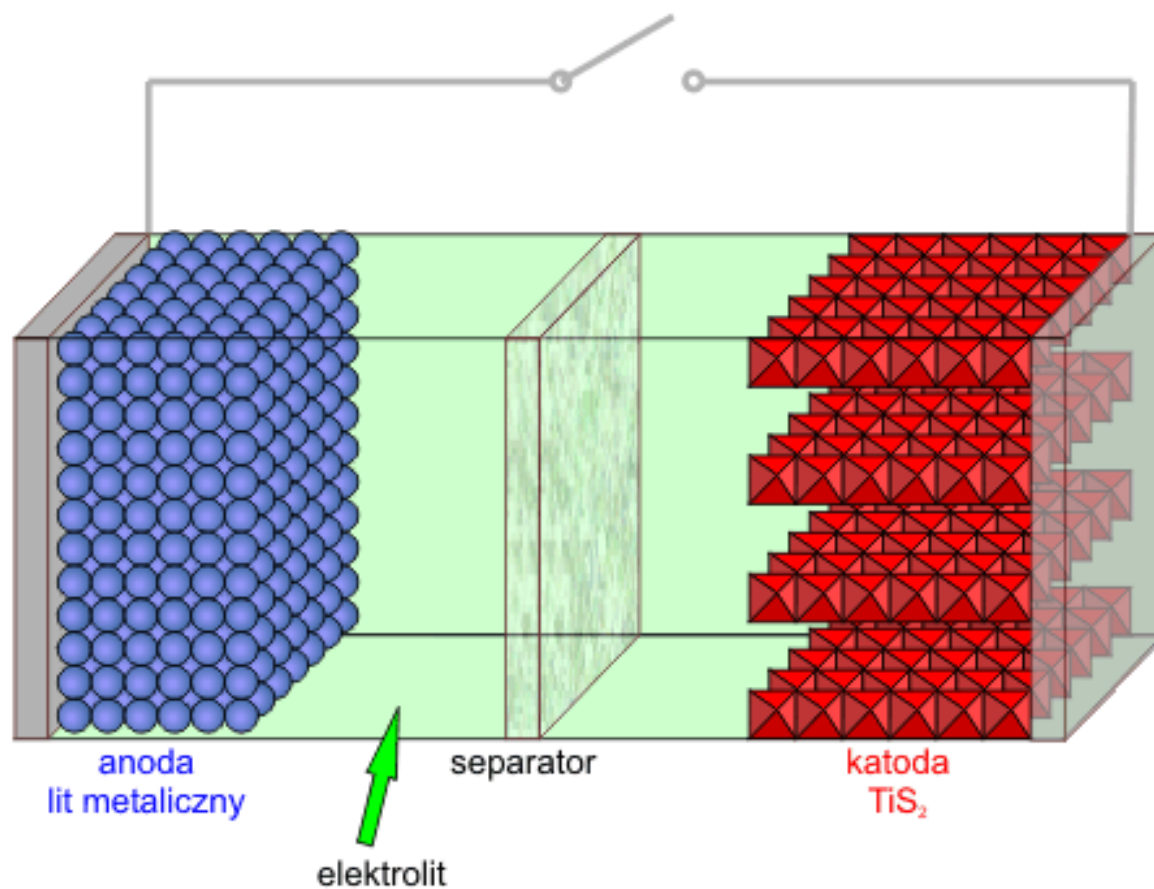 anoda
lit metaliczny
separator
katoda
TiS₂
elektrolit